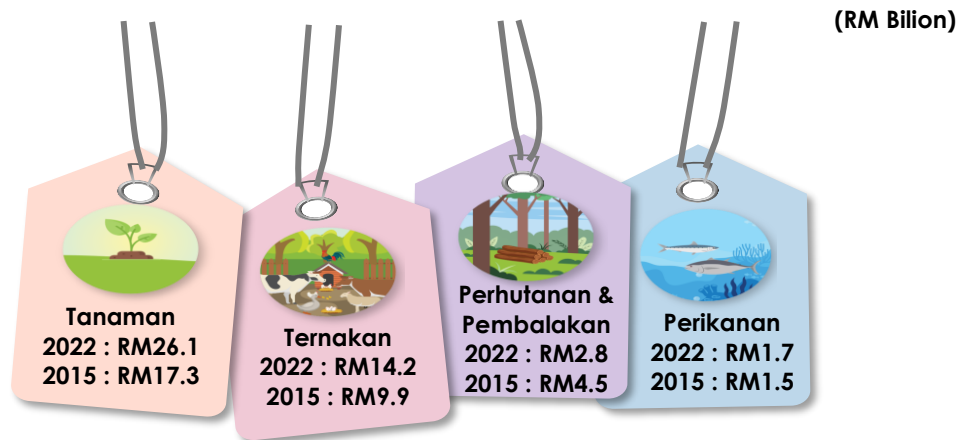 (RM Bilion)
Tanaman
2022 : RM26.1
2015 : RM17.3
Ternakan
2022 : RM14.2
2015 : RM9.9
Perhutanan &
Pembalakan
2022 : RM2.8
2015 : RM4.5
Perikanan
2022 : RM1.7
2015 : RM1.5